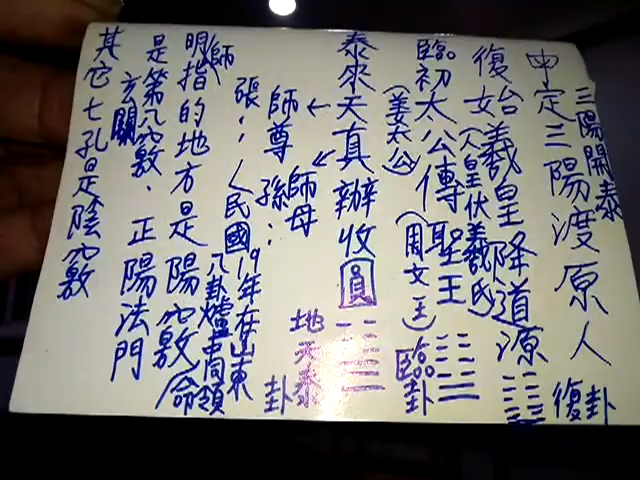 三陽開泰
申定三陽渡原人 復卦
復始羲皇降道源
(人皇伏羲氏)
臨初太公傳聖王 臨卦
(姜太公) (周文王)
泰來天真辦收圓 地天泰卦
師尊 師母
張 孫
(民國19年在山東
八卦爐中領命)
明師指的地方是陽竅
是第八竅、正陽法門
玄關
其它七孔是陰竅